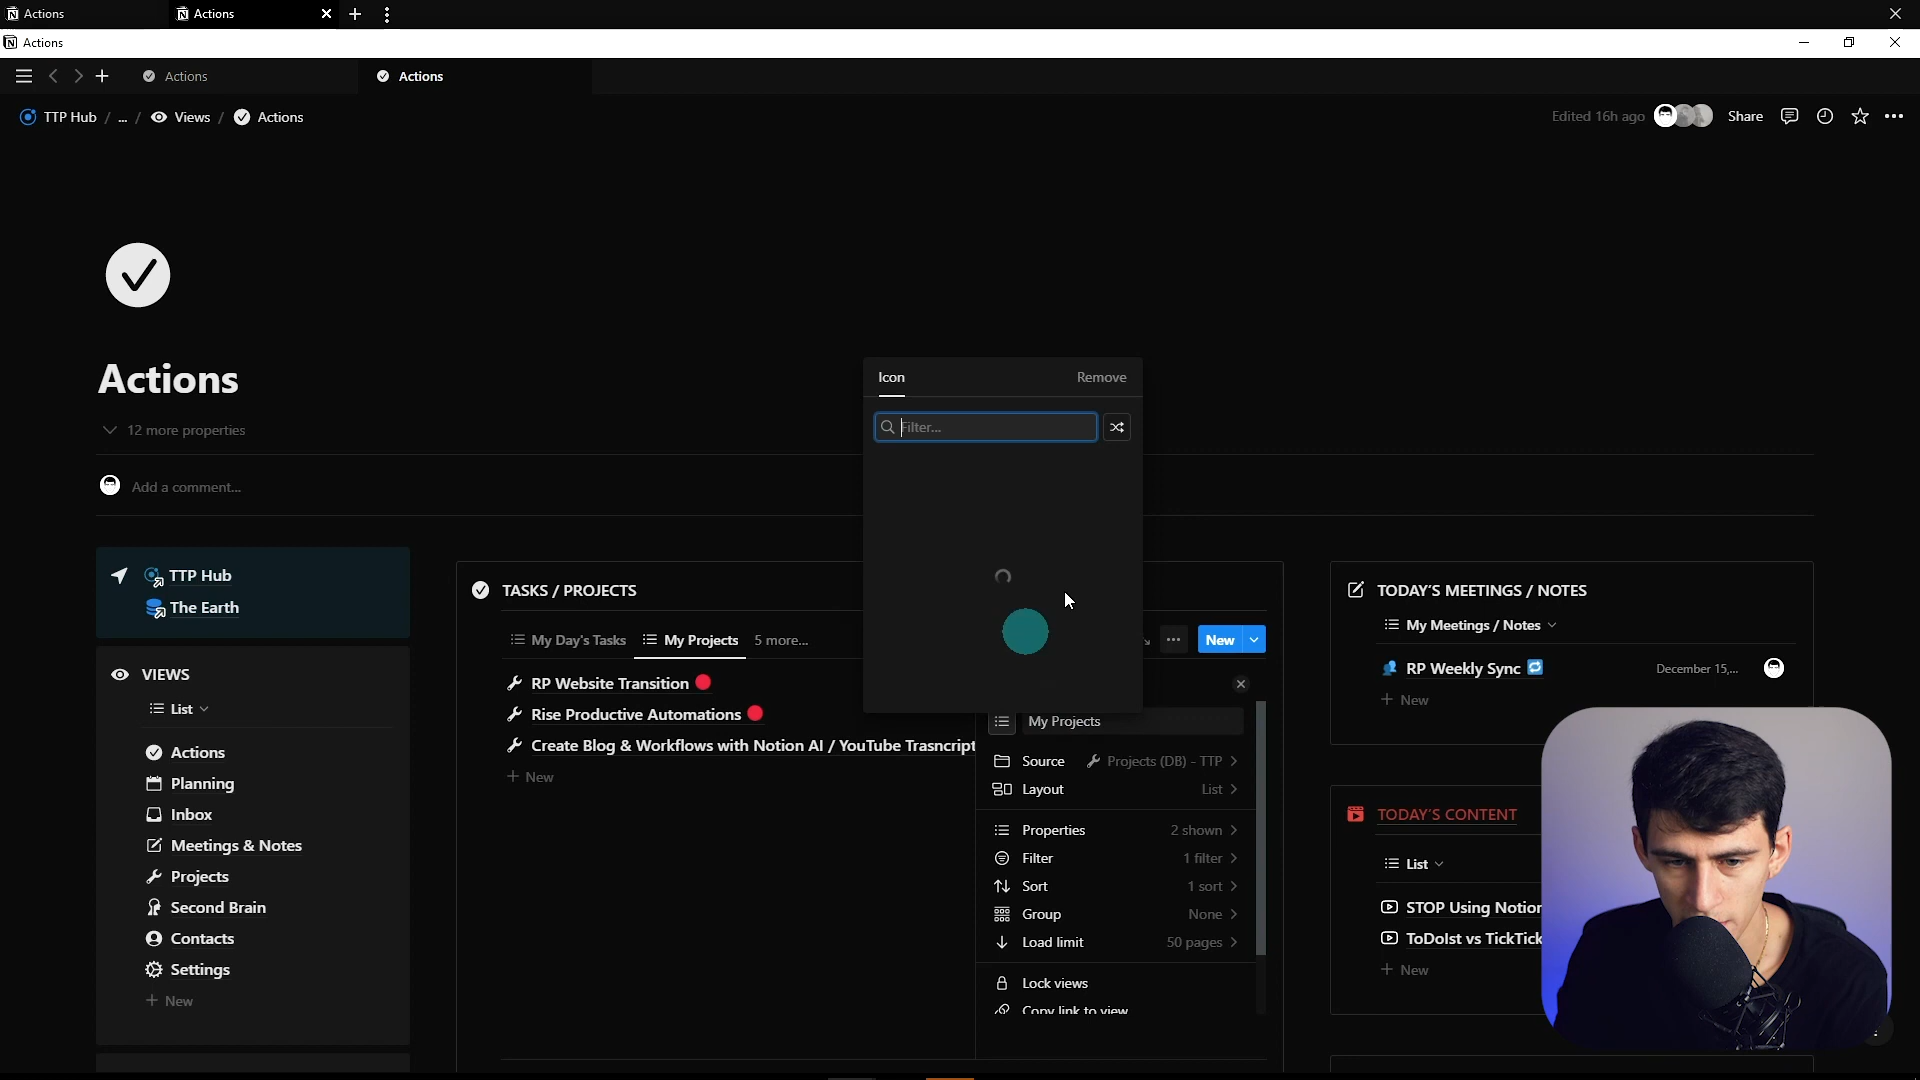 Actions
Actions
Actions
Actions
Actions
TTP Hub / ... / Views / Actions
Edited 16h ago
Share
Actions
12 more properties
Add a comment...
Icon
Remove
Filter...
TTP Hub
The Earth
VIEWS
List
Actions
Planning
Inbox
Meetings & Notes
Projects
Second Brain
Contacts
Settings
+ New
TASKS / PROJECTS
My Day's Tasks
My Projects
5 more...
New
RP Website Transition
Rise Productive Automations
Create Blog & Workflows with Notion AI / YouTube Trasncript
+ New
My Projects
Source
Projects (DB) - TTP
Layout
List
Properties
2 shown
Filter
1 filter
Sort
1 sort
Group
None
Load limit
50 pages
Lock views
Copy link to view
TODAY'S MEETINGS / NOTES
My Meetings / Notes
RP Weekly Sync
December 15,...
+ New
TODAY'S CONTENT
List
STOP Using Notion
ToDoIst vs TickTick
+ New